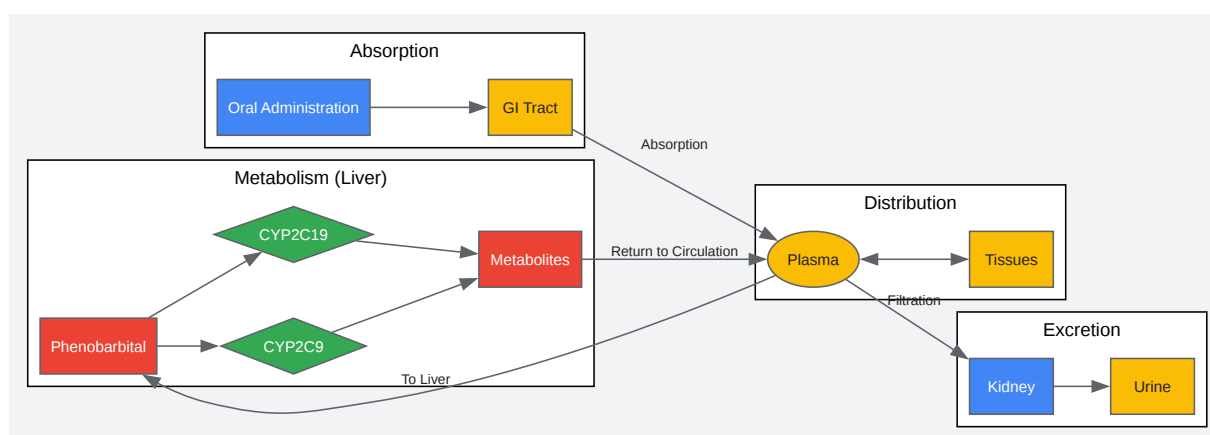 Absorption
Oral Administration
GI Tract
Absorption
Metabolism (Liver)
CYP2C19
Metabolites
Phenobarbital
CYP2C9
Return to Circulation
To Liver
Distribution
Plasma
Tissues
Filtration
Excretion
Kidney
Urine